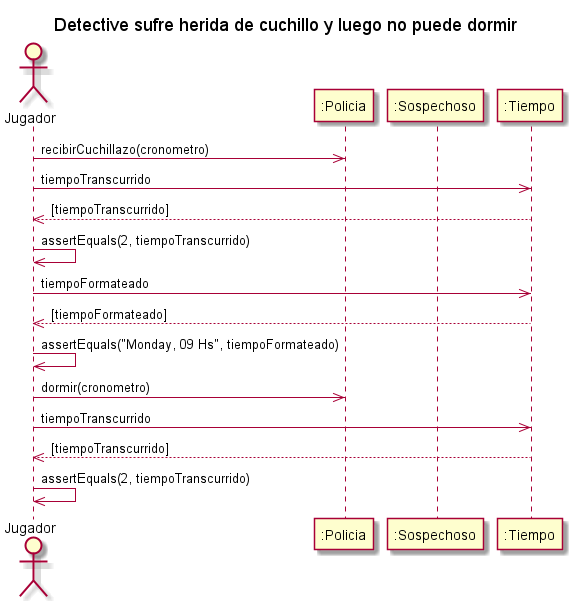 Detective sufre herida de cuchillo y luego no puede dormir
Jugador
:Policia
:Sospechoso
:Tiempo
recibirCuchillazo(cronometro)
tiempoTranscurrido
[tiempoTranscurrido]
assertEquals(2, tiempoTranscurrido)
tiempoFormateado
[tiempoFormateado]
assertEquals("Monday, 09 Hs", tiempoFormateado)
dormir(cronometro)
tiempoTranscurrido
[tiempoTranscurrido]
assertEquals(2, tiempoTranscurrido)
Jugador
:Policia
:Sospechoso
:Tiempo